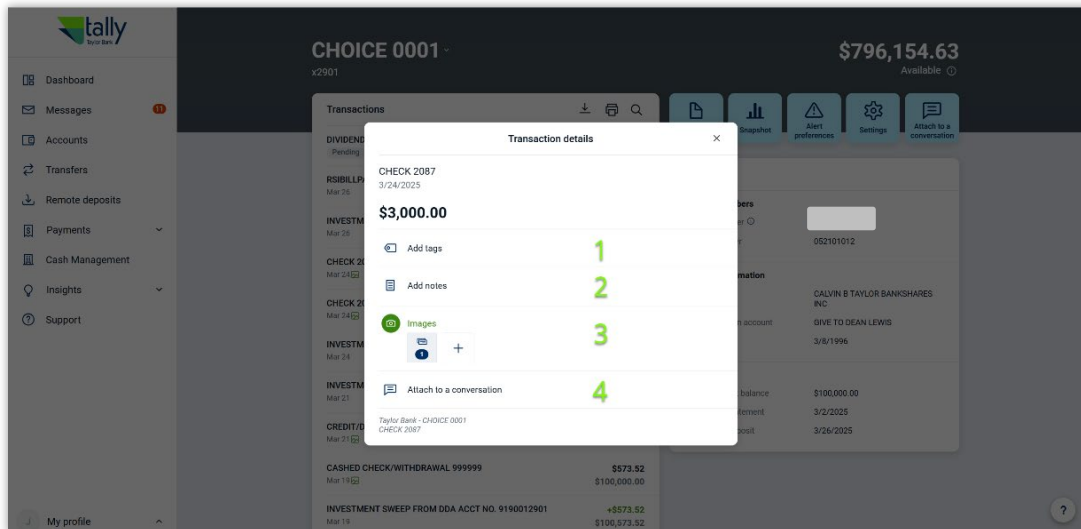 tally
Taylor Bank
Dashboard
Messages 11
Accounts
Transfers
Remote deposits
Payments
Cash Management
Insights
Support
My profile
CHOICE 0001
x2901
$796,154.63
Available
Transactions
Snapshot
Alert preferences
Settings
Attach to a conversation
DIVIDEND
Pending
RSIBILLPA
Mar 26
INVESTM
Mar 26
CHECK 20
Mar 24
CHECK 20
Mar 24
INVESTM
Mar 24
INVESTM
Mar 21
CREDIT/D
Mar 21
CASHED CHECK/WITHDRAWAL 999999 $573.52
Mar 19 $100,000.00
INVESTMENT SWEEP FROM DDA ACCT NO. 9190012901 +$573.52
Mar 19 $100,573.52
Transaction details
CHECK 2087
3/24/2025
$3,000.00
Add tags 1
Add notes 2
Images 3
1
Attach to a conversation 4
Taylor Bank - CHOICE 0001
CHECK 2087
bers
er
r 052101012
mation
CALVIN B TAYLOR BANKSHARES
INC
n account GIVE TO DEAN LEWIS
3/8/1996
balance $100,000.00
tement 3/2/2025
posit 3/26/2025
?